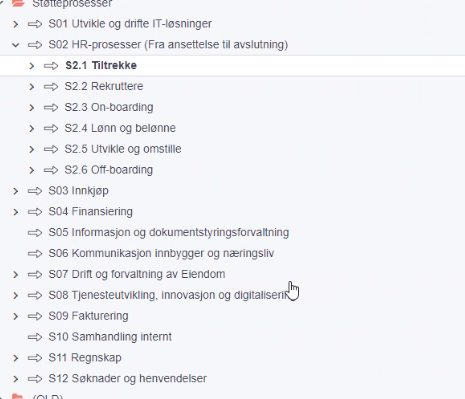 Støtteprosesser
S01 Utvikle og drifte IT-løsninger
S02 HR-prosesser (Fra ansettelse til avslutning)
S2.1 Tiltrekke
S2.2 Rekruttere
S2.3 On-boarding
S2.4 Lønn og belønne
S2.5 Utvikle og omstille
S2.6 Off-boarding
S03 Innkjøp
S04 Finansiering
S05 Informasjon og dokumentstyringsforvaltning
S06 Kommunikasjon innbygger og næringsliv
S07 Drift og forvaltning av Eiendom
S08 Tjenesteutvikling, innovasjon og digitalisering
S09 Fakturering
S10 Samhandling internt
S11 Regnskap
S12 Søknader og henvendelser
(OLD)